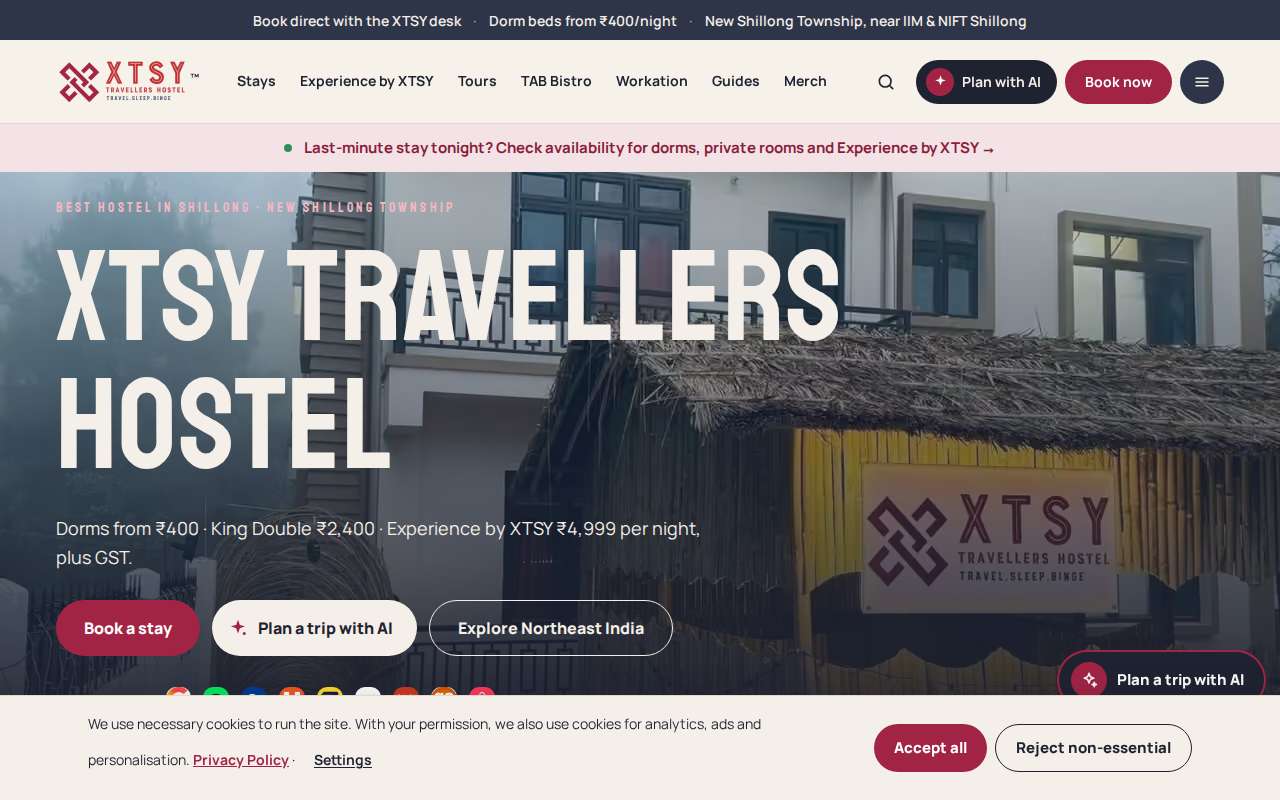 Book direct with the XTSY desk · Dorm beds from ₹400/night · New Shillong Township, near IIM & NIFT Shillong
XTSY ™
TRAVELLERS HOSTEL
TRAVEL.SLEEP.BINGE
Stays Experience by XTSY Tours TAB Bistro Workation Guides Merch Plan with AI Book now
Last-minute stay tonight? Check availability for dorms, private rooms and Experience by XTSY →
BEST HOSTEL IN SHILLONG · NEW SHILLONG TOWNSHIP
XTSY TRAVELLERS
HOSTEL
Dorms from ₹400 · King Double ₹2,400 · Experience by XTSY ₹4,999 per night,
plus GST.
XTSY
TRAVELLERS HOSTEL
TRAVEL.SLEEP.BINGE
Book a stay Plan a trip with AI Explore Northeast India
Plan a trip with AI
We use necessary cookies to run the site. With your permission, we also use cookies for analytics, ads and
personalisation. Privacy Policy · Settings
Accept all Reject non-essential